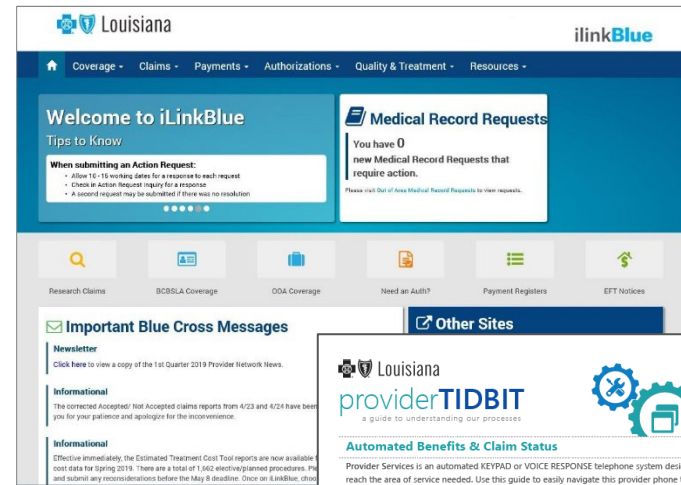 Louisiana
ilinkBlue
Coverage - Claims - Payments - Authorizations - Quality & Treatment - Resources -
Welcome to iLinkBlue
Tips to Know
When submitting an Action Request:
• Allow 10 - 15 working dates for a response to each request
• Check in Action Request Inquiry for a response
• A second request may be submitted if there was no resolution
Medical Record Requests
You have 0
new Medical Record Requests that
require action.
Please visit Out of Area Medical Record Requests to view requests.
Research Claims BCBSLA Coverage OOA Coverage Need an Auth? Payment Registers EFT Notices
Important Blue Cross Messages
Newsletter
Click here to view a copy of the 1st Quarter 2019 Provider Network News.
Informational
The corrected Accepted/ Not Accepted claims reports from 4/23 and 4/24 have been
you for your patience and apologize for the inconvenience.
Informational
Effective immediately, the Estimated Treatment Cost Tool reports are now available
cost data for Spring 2019. There are a total of 1,662 elective/planned procedures.
and submit any reconsiderations before the May 8 deadline. Once on iLinkBlue,
Other Sites
Louisiana
providerTIDBIT
a guide to understanding our processes
Automated Benefits & Claim Status
Provider Services is an automated KEYPAD or VOICE RESPONSE telephone system
reach the area of service needed. Use this guide to easily navigate this provider phone